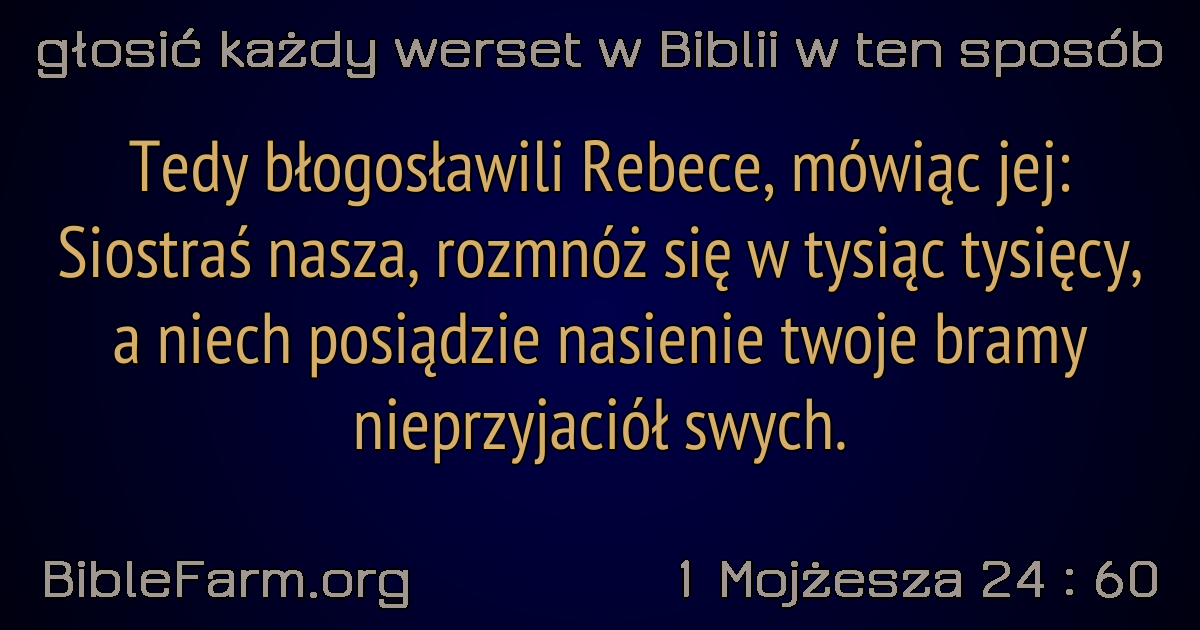 głosić każdy werset w Biblii w ten sposób
Tedy błogosławili Rebece, mówiąc jej:
Siostraś nasza, rozmnóż się w tysiąc tysięcy,
a niech posiądzie nasienie twoje bramy
nieprzyjaciół swych.
BibleFarm.org
1 Mojżesza 24 : 60